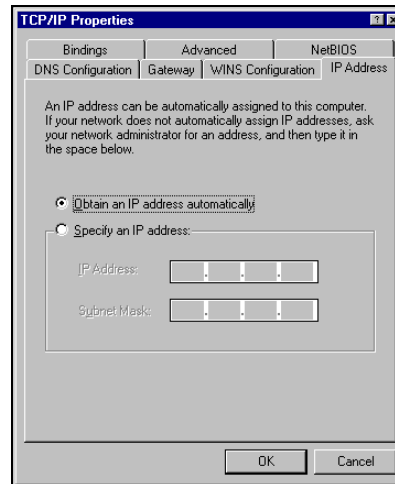 TCP/IP Properties
Bindings Advanced NetBIOS
DNS Configuration Gateway WINS Configuration IP Address
An IP address can be automatically assigned to this computer.
If your network does not automatically assign IP addresses, ask
your network administrator for an address, and then type it in
the space below.
Obtain an IP address automatically
Specify an IP address:
IP Address:
Subnet Mask:
OK Cancel